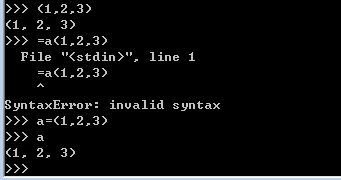 >>> (1,2,3)
(1, 2, 3)
>>> =a(1,2,3)
  File "<stdin>", line 1
    =a(1,2,3)
    ^
SyntaxError: invalid syntax
>>> a=(1,2,3)
>>> a
(1, 2, 3)
>>>